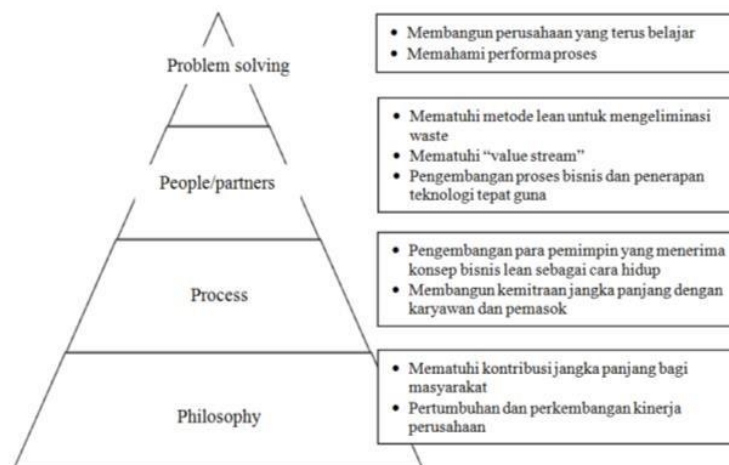 Problem solving
• Membangun perusahaan yang terus belajar
• Memahami performa proses
People/partners
• Mematuhi metode lean untuk mengeliminasi
waste
• Mematuhi “value stream”
• Pengembangan proses bisnis dan penerapan
teknologi tepat guna
Process
• Pengembangan para pemimpin yang menerima
konsep bisnis lean sebagai cara hidup
• Membangun kemitraan jangka panjang dengan
karyawan dan pemasok
Philosophy
• Mematuhi kontribusi jangka panjang bagi
masyarakat
• Pertumbuhan dan perkembangan kinerja
perusahaan